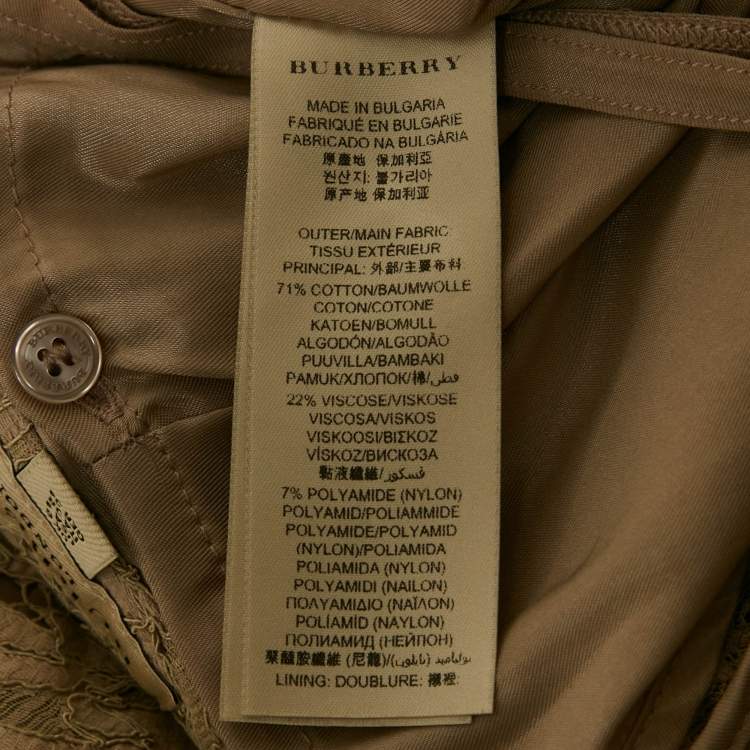 BURBERRY
MADE IN BULGARIA
FABRIQUÉ EN BULGARIE
FABRICADO NA BULGÁRIA
原產地 保加利亞
원산지: 불가리아
原产地 保加利亚
OUTER/MAIN FABRIC:
TISSU EXTÉRIEUR
PRINCIPAL: 外部/主要布料
71% COTTON/BAUMWOLLE
COTON/COTONE
KATOEN/BOMULL
ALGODÓN/ALGODÃO
PUUVILLA/BAMBAKI
PAMUK/ХЛОПОК/棉/قطن
22% VISCOSE/VISKOSE
VISCOSA/VISKOS
VISKOOSI/ΒΙΣΚΟΖ
VİSKOZ/ВИСКОЗА
黏液纖維/فسكوز
7% POLYAMIDE (NYLON)
POLYAMID/POLIAMMIDE
POLYAMIDE/POLYAMID
(NYLON)/POLIAMIDA
POLIAMIDA (NYLON)
POLYAMIDI (NAILON)
ΠΟΛΥΑΜΙΔΙΟ (ΝΑΪΛΟΝ)
POLİAMİD (NAYLON)
ПОЛИАМИД (НЕЙЛОН)
聚醯胺纖維 (尼龍)/بولياميد (نايلون)
LINING: DOUBLURE: 襯裡:
BURBERRY